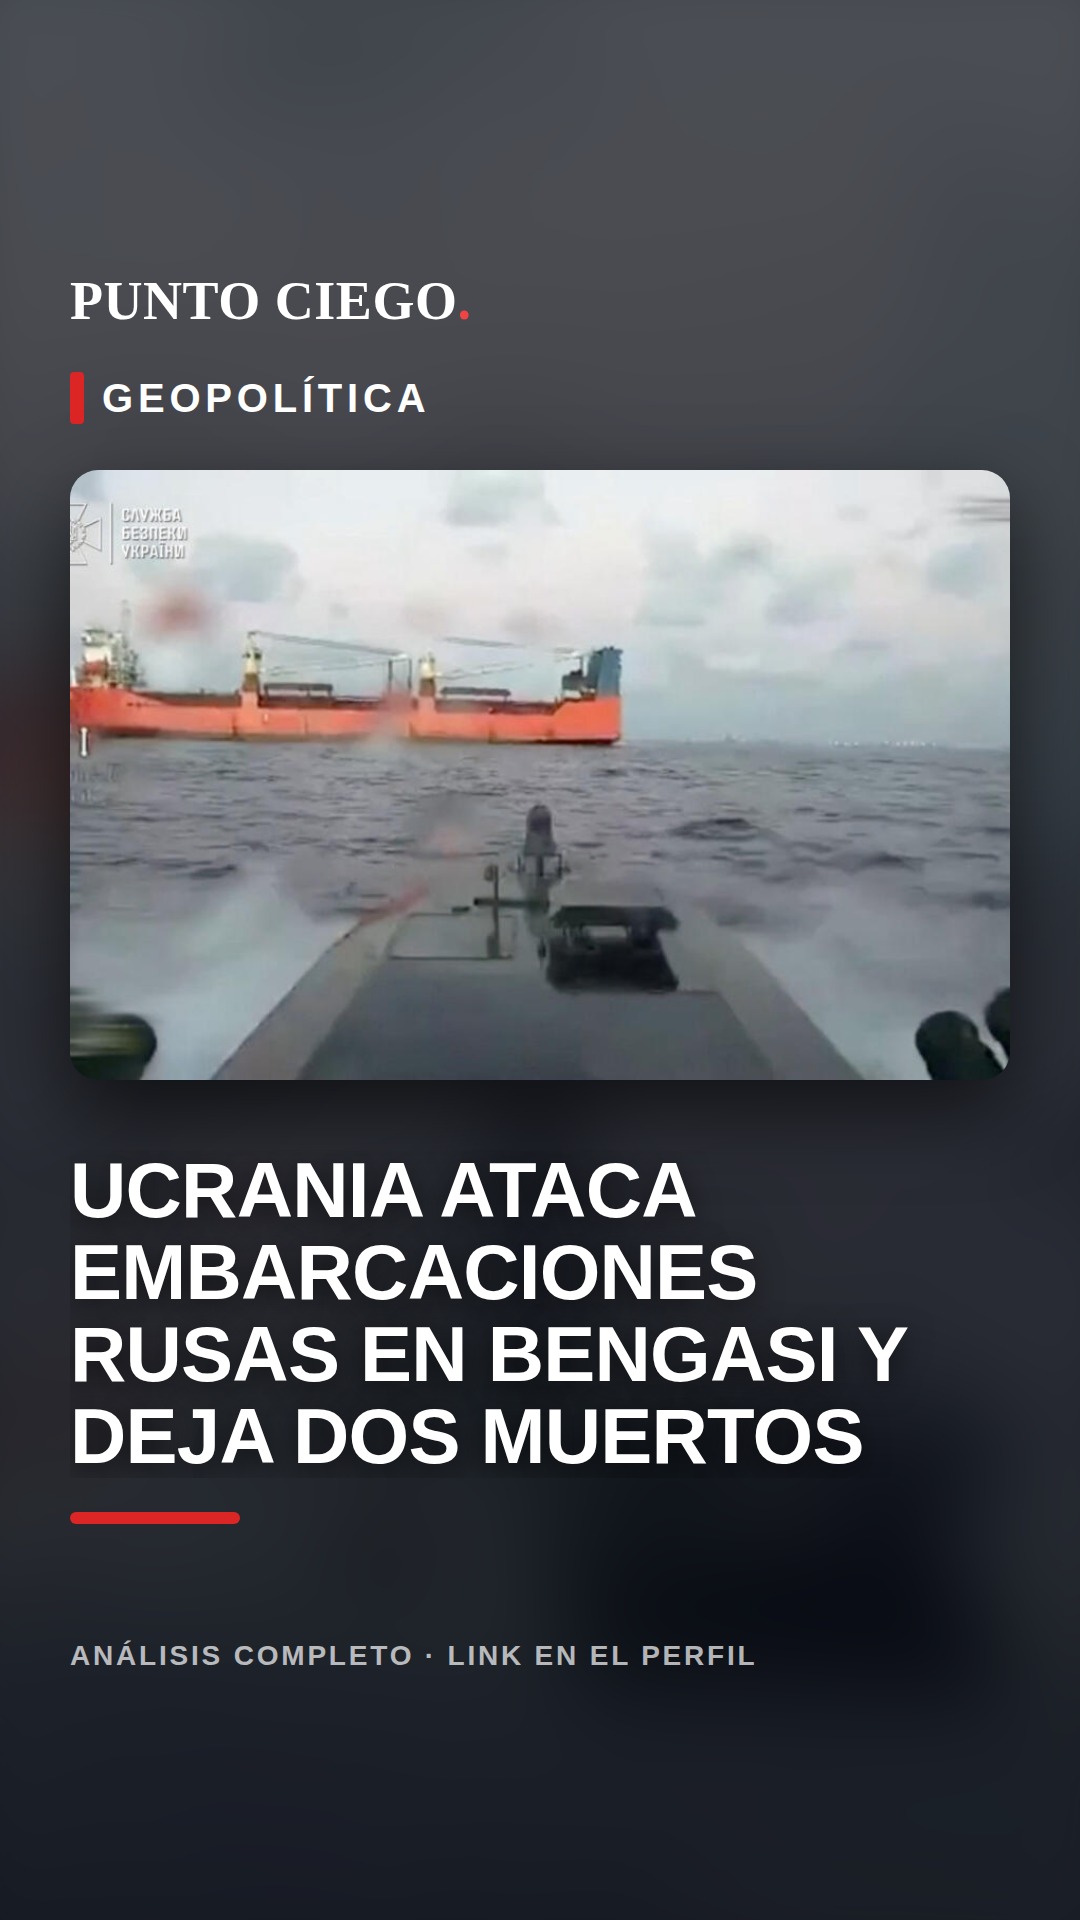 PUNTO CIEGO.
GEOPOLÍTICA
СЛУЖБА
БЕЗПЕКИ
УКРАЇНИ
UCRANIA ATACA
EMBARCACIONES
RUSAS EN BENGASI Y
DEJA DOS MUERTOS
ANÁLISIS COMPLETO · LINK EN EL PERFIL